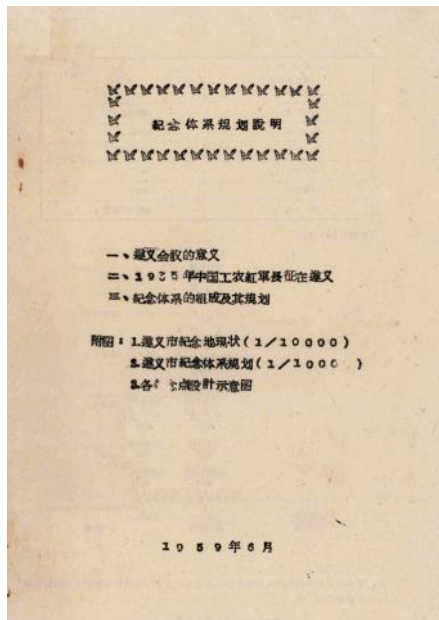 紀念体系規划說明
一、遵义会议的意义
二、1935年中国工农紅軍長征在遵义
三、紀念体系的組成及其規划
附图：1.遵义市紀念地現状(1/10000)
2.遵义市紀念体系規划(1/1000 )
3.各 念点設計示意图
1959年6月